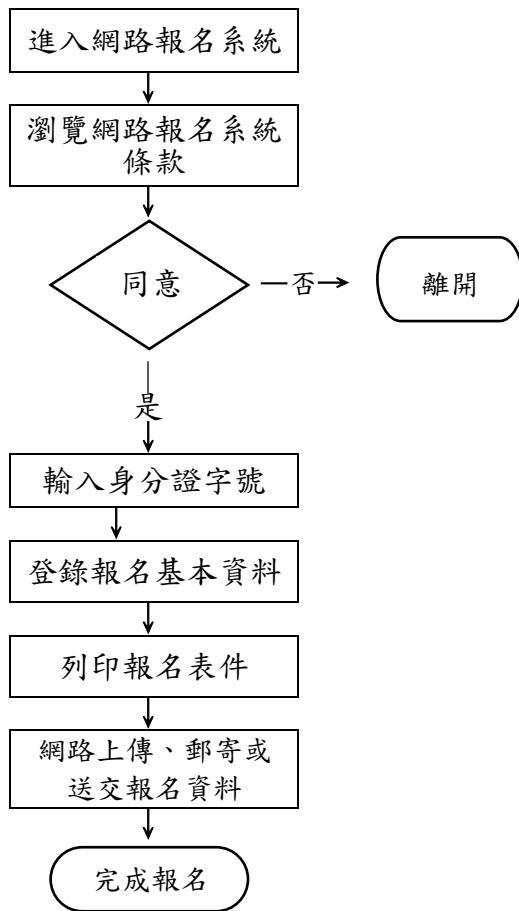 進入網路報名系統
瀏覽網路報名系統
條款
同意
否
離開
是
輸入身分證字號
登錄報名基本資料
列印報名表件
網路上傳、郵寄或
送交報名資料
完成報名